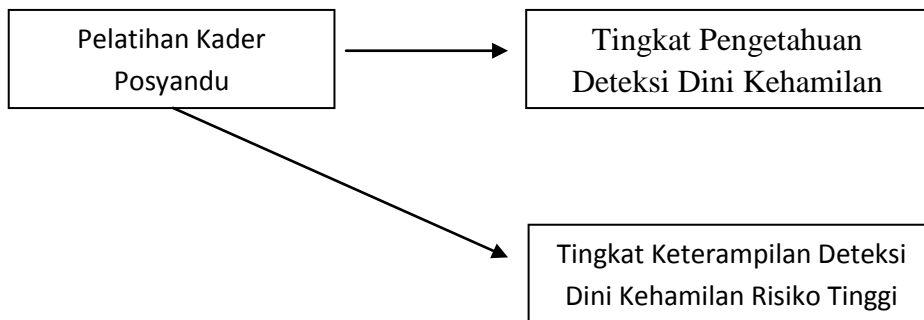 Pelatihan Kader
Posyandu
Tingkat Pengetahuan
Deteksi Dini Kehamilan
Tingkat Keterampilan Deteksi
Dini Kehamilan Risiko Tinggi